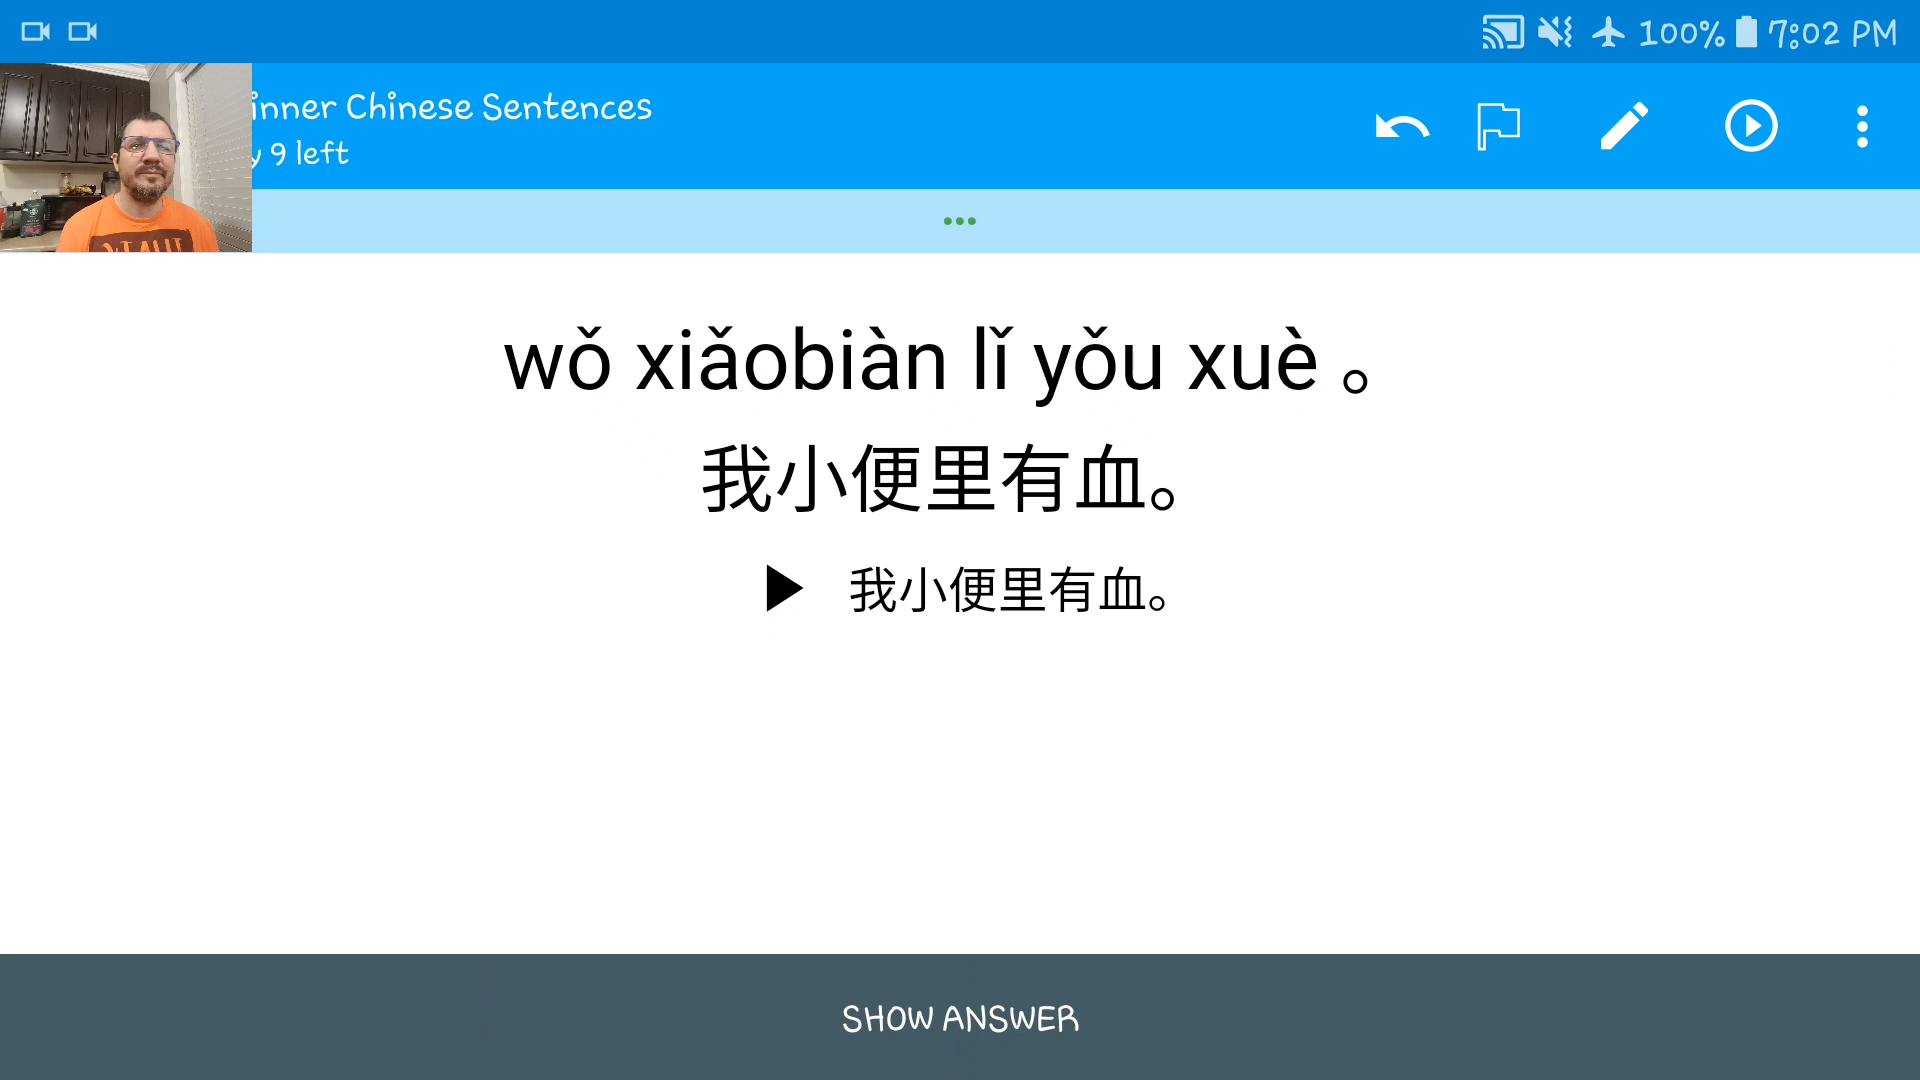 100% 7:02 PM
inner Chinese Sentences
y 9 left
wǒ xiǎobiàn lǐ yǒu xuè 。
我小便里有血。
我小便里有血。
SHOW ANSWER